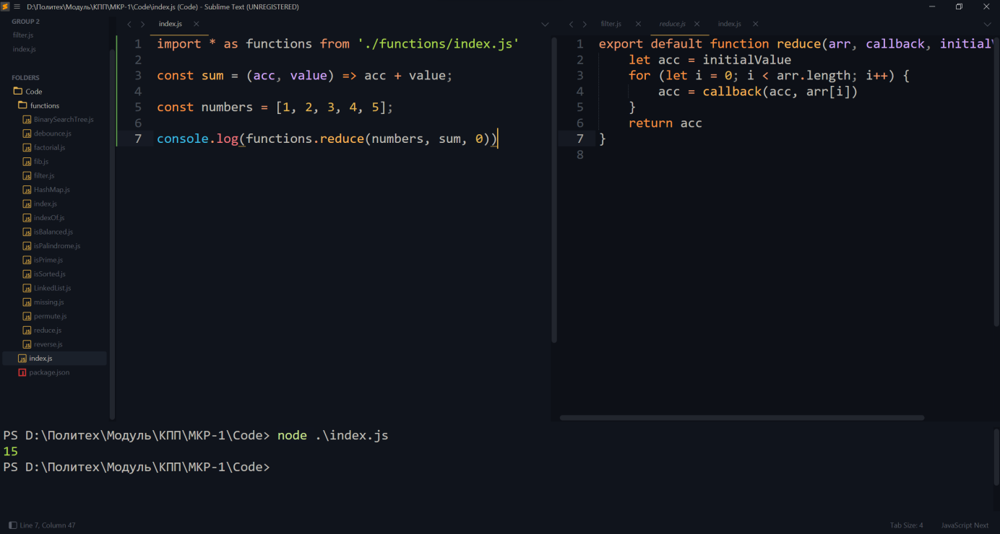 D:\Политех\Модуль\КПП\МКР-1\Code\index.js (Code) - Sublime Text (UNREGISTERED)
GROUP 2
filter.js
index.js
FOLDERS
Code
functions
BinarySearchTree.js
debounce.js
factorial.js
fib.js
filter.js
HashMap.js
index.js
indexOf.js
isBalanced.js
isPalindrome.js
isPrime.js
isSorted.js
LinkedList.js
missing.js
permute.js
reduce.js
reverse.js
index.js
package.json
index.js
1 import * as functions from './functions/index.js'
2
3 const sum = (acc, value) => acc + value;
4
5 const numbers = [1, 2, 3, 4, 5];
6
7 console.log(functions.reduce(numbers, sum, 0))
filter.js reduce.js index.js
1 export default function reduce(arr, callback, initial
2 let acc = initialValue
3 for (let i = 0; i < arr.length; i++) {
4 acc = callback(acc, arr[i])
5 }
6 return acc
7 }
8
PS D:\Политех\Модуль\КПП\МКР-1\Code> node .\index.js
15
PS D:\Политех\Модуль\КПП\МКР-1\Code>
Line 7, Column 47
Tab Size: 4
JavaScript Next